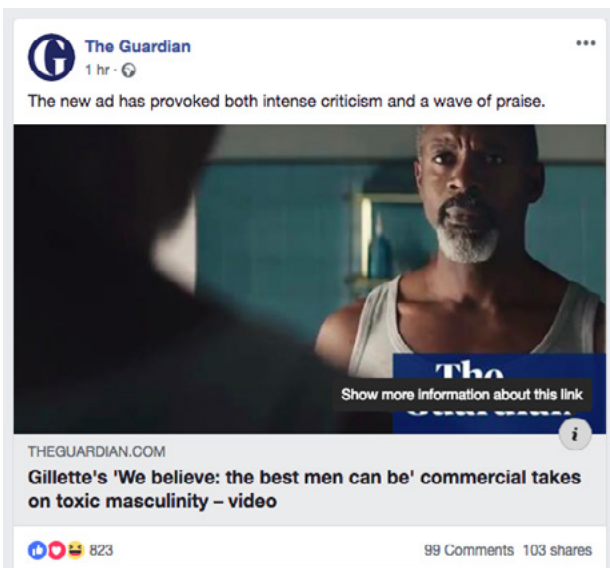 The Guardian
1 hr ·
The new ad has provoked both intense criticism and a wave of praise.
The
Show more information about this link
Guardian
i
THEGUARDIAN.COM
Gillette's 'We believe: the best men can be' commercial takes
on toxic masculinity – video
823
99 Comments 103 shares